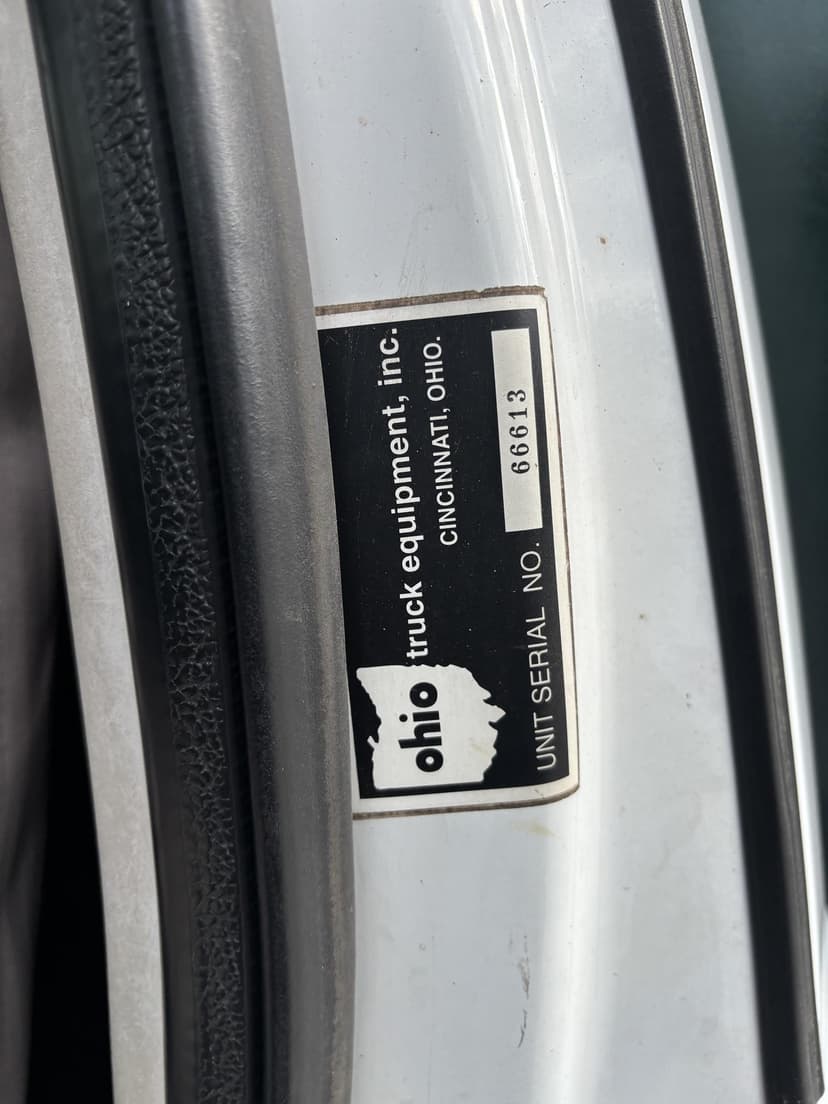 ohio truck equipment, inc.
CINCINNATI, OHIO.
UNIT SERIAL NO. 66613